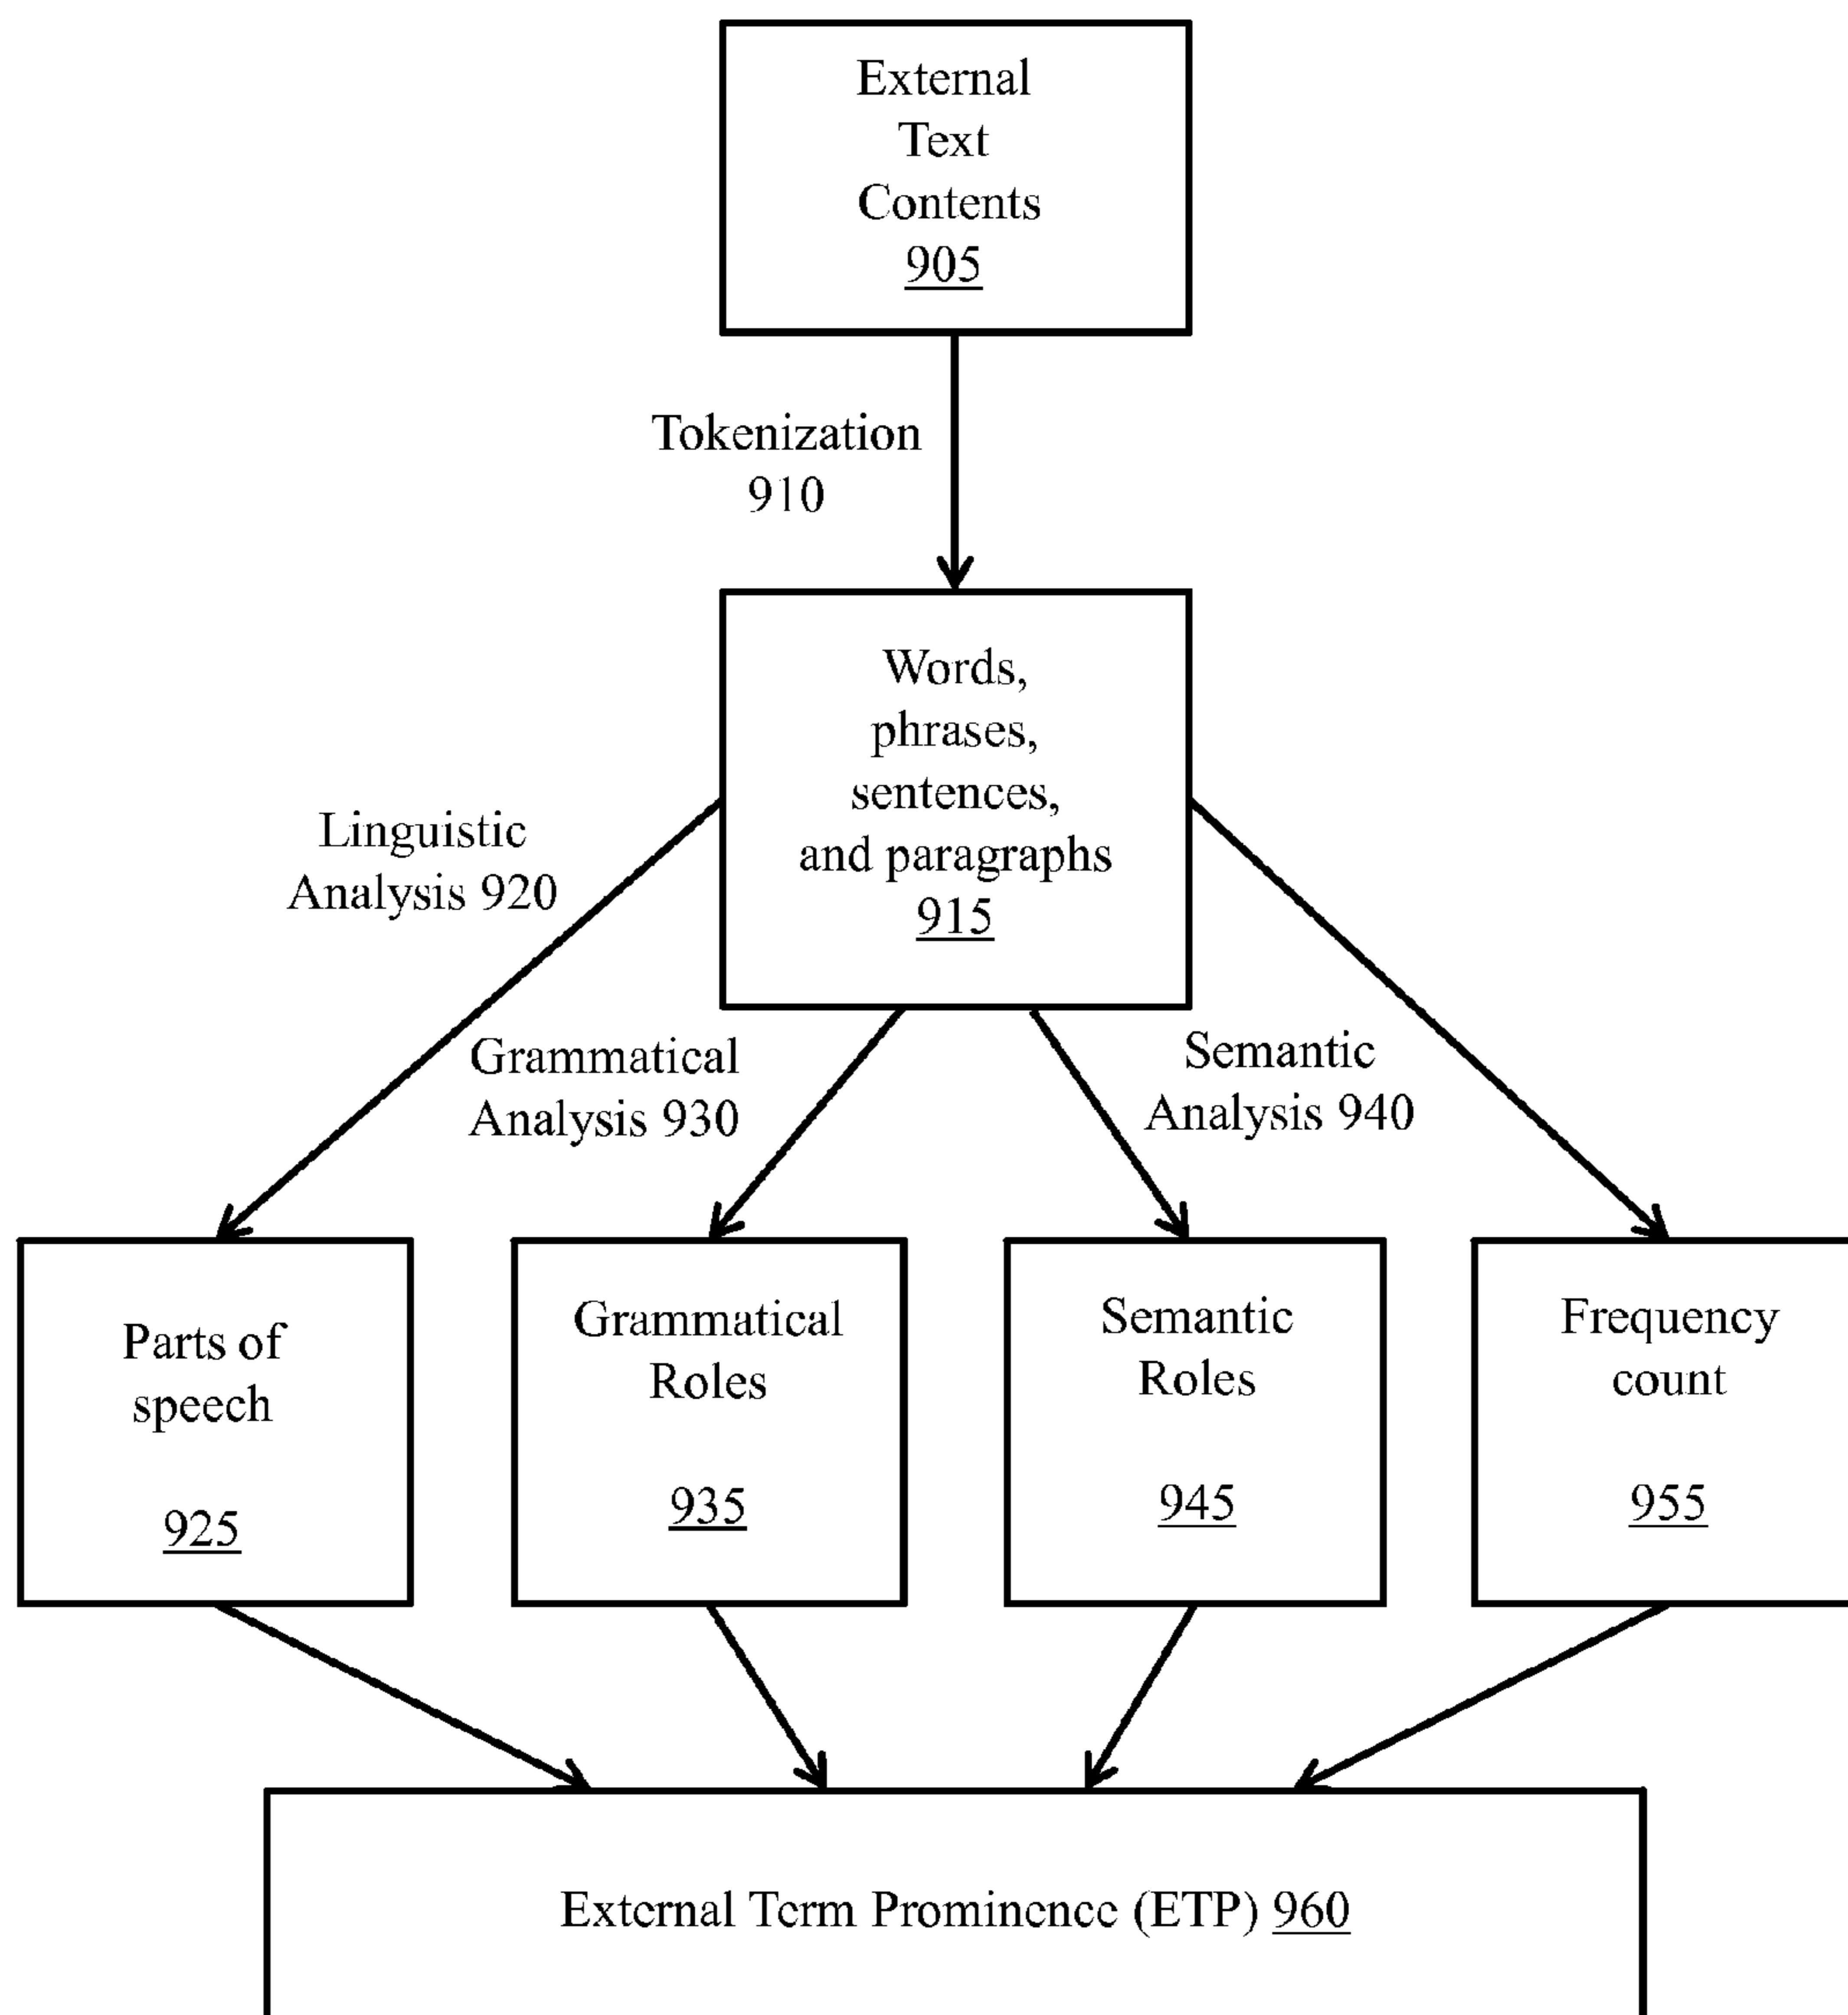 External
Text
Contents
905
Tokenization
910
Words,
phrases,
sentences,
and paragraphs
915
Linguistic
Analysis 920
Grammatical
Analysis 930
Semantic
Analysis 940
Parts of
speech
925
Grammatical
Roles
935
Semantic
Roles
945
Frequency
count
955
External Term Prominence (ETP) 960